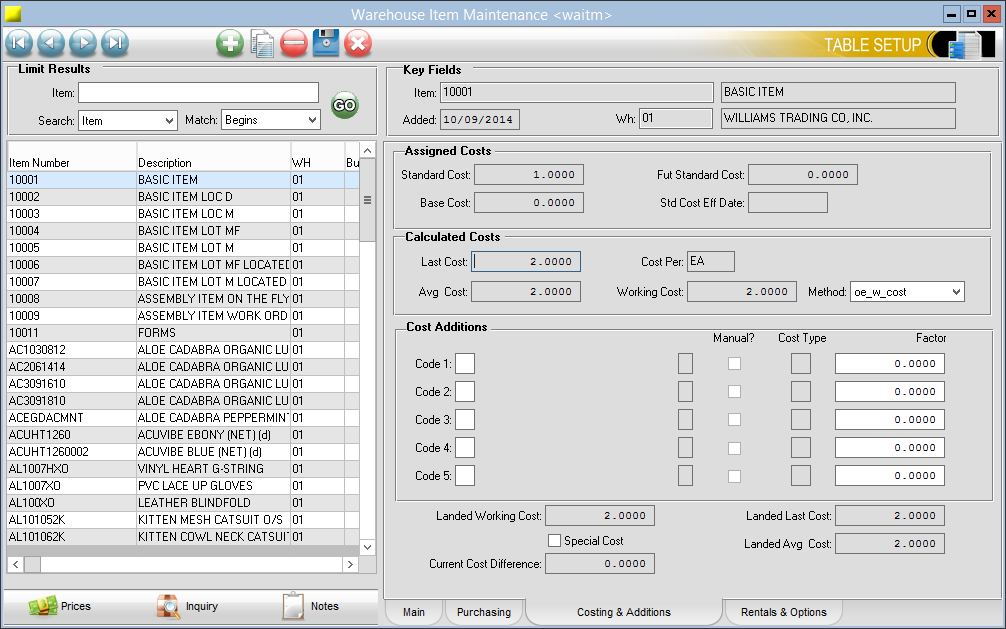 Warehouse Item Maintenance <waitm>
TABLE SETUP
Limit Results
Item:
Search: Item Match: Begins
GO
Item Number Description WH Bu
10001 BASIC ITEM 01
10002 BASIC ITEM LOC D 01
10003 BASIC ITEM LOC M 01
10004 BASIC ITEM LOT MF 01
10005 BASIC ITEM LOT M 01
10006 BASIC ITEM LOT MF LOCATED 01
10007 BASIC ITEM LOT M LOCATED 01
10008 ASSEMBLY ITEM ON THE FLY 01
10009 ASSEMBLY ITEM WORK ORD 01
10011 FORMS 01
AC1030812 ALOE CADABRA ORGANIC LU 01
AC2061414 ALOE CADABRA ORGANIC LU 01
AC3091610 ALOE CADABRA ORGANIC LU 01
AC3091810 ALOE CADABRA ORGANIC LU 01
ACEGDACMNT ALOE CADABRA PEPPERMINT 01
ACUHT1260 ACUVIBE EBONY (NET) (d) 01
ACUHT1260002 ACUVIBE BLUE (NET) (d) 01
AL1007HXO VINYL HEART G-STRING 01
AL1007XO PVC LACE UP GLOVES 01
AL100XO LEATHER BLINDFOLD 01
AL101052K KITTEN MESH CATSUIT O/S 01
AL101062K KITTEN COWL NECK CATSUI 01
Prices Inquiry Notes
Key Fields
Item: 10001 BASIC ITEM
Added: 10/09/2014 Wh: 01 WILLIAMS TRADING CO, INC.
Assigned Costs
Standard Cost: 1.0000 Fut Standard Cost: 0.0000
Base Cost: 0.0000 Std Cost Eff Date:
Calculated Costs
Last Cost: 2.0000 Cost Per: EA
Avg Cost: 2.0000 Working Cost: 2.0000 Method: oe_w_cost
Cost Additions
Manual? Cost Type Factor
Code 1: 0.0000
Code 2: 0.0000
Code 3: 0.0000
Code 4: 0.0000
Code 5: 0.0000
Landed Working Cost: 2.0000 Landed Last Cost: 2.0000
Special Cost Landed Avg Cost: 2.0000
Current Cost Difference: 0.0000
Main Purchasing Costing & Additions Rentals & Options